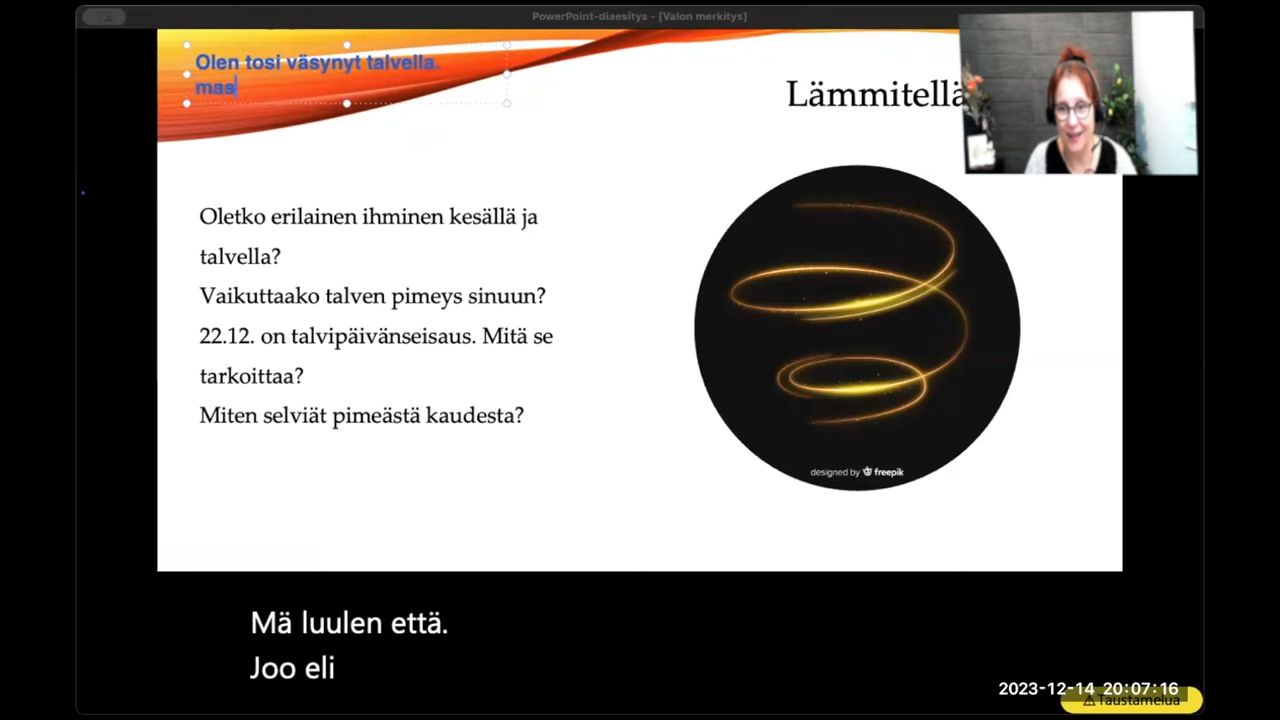 PowerPoint-diaesitys - [Valon merkitys]
Olen tosi väsynyt talvella.
mas
Lämmitellä
Oletko erilainen ihminen kesällä ja
talvella?
Vaikuttaako talven pimeys sinuun?
22.12. on talvipäivänseisaus. Mitä se
tarkoittaa?
Miten selviät pimeästä kaudesta?
designed by freepik
Mä luulen että.
Joo eli
2023-12-14 20:07:16
Taustamelua